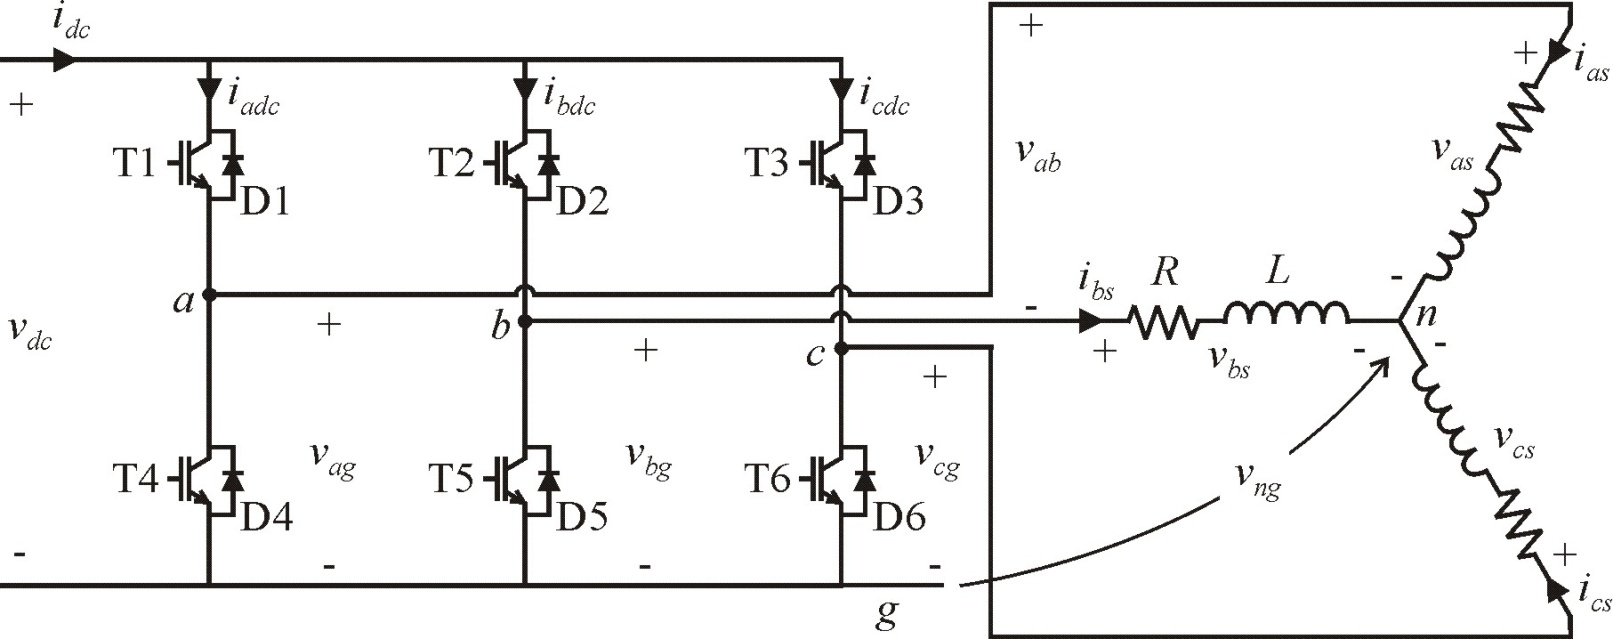 i_dc
+
+
+
i_as
i_adc
i_bdc
i_cdc
T1
D1
T2
D2
T3
D3
v_ab
v_as
-
a
i_bs
R
L
n
v_dc
+
b
-
+
v_bs
-
-
+
c
+
T4
D4
v_ag
T5
D5
v_bg
T6
D6
v_cg
v_ng
v_cs
+
-
-
-
-
g
i_cs